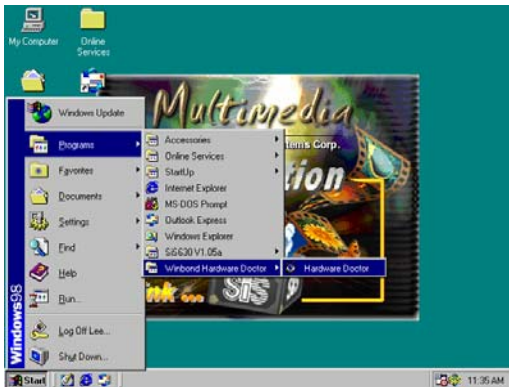 My Computer
Online
Services
Multimedia
tems Corp.
tion
Windows Update
Programs
Favorites
Documents
Settings
Find
Help
Run...
Log Off Lee...
Shut Down...
Windows98
Accessories
Online Services
StartUp
Internet Explorer
MS-DOS Prompt
Outlook Express
Windows Explorer
SiS630 V1.05a
Winbond Hardware Doctor
Hardware Doctor
nk ...
SiS
Start
11:35 AM